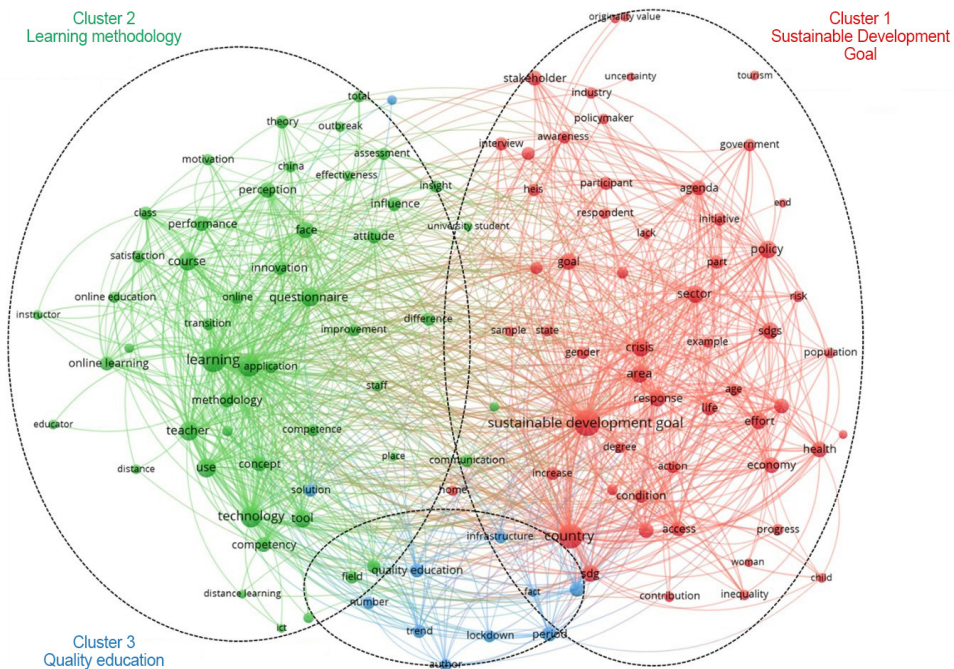 Cluster 2
Learning methodology
Cluster 1
Sustainable Development
Goal
originality value
stakeholder
uncertainty
tourism
industry
total
policymaker
theory
outbreak
awareness
interview
government
assessment
motivation
china
effectiveness
perception
insight
heis
participant
agenda
influence
end
class
respondent
initiative
performance
face
attitude
university student
lack
policy
satisfaction
course
innovation
goal
part
online education
online
questionnaire
sector
risk
instructor
transition
improvement
difference
sample
state
example
sdgs
crisis
gender
population
online learning
learning
application
area
staff
age
methodology
response
life
educator
teacher
competence
sustainable development goal
effort
degree
health
place
communication
distance
use
concept
increase
action
economy
solution
home
condition
technology
tool
access
progress
infrastructure
country
competency
woman
quality education
field
sdg
child
distance learning
number
fact
contribution
inequality
ict
trend
lockdown
period
Cluster 3
Quality education
author